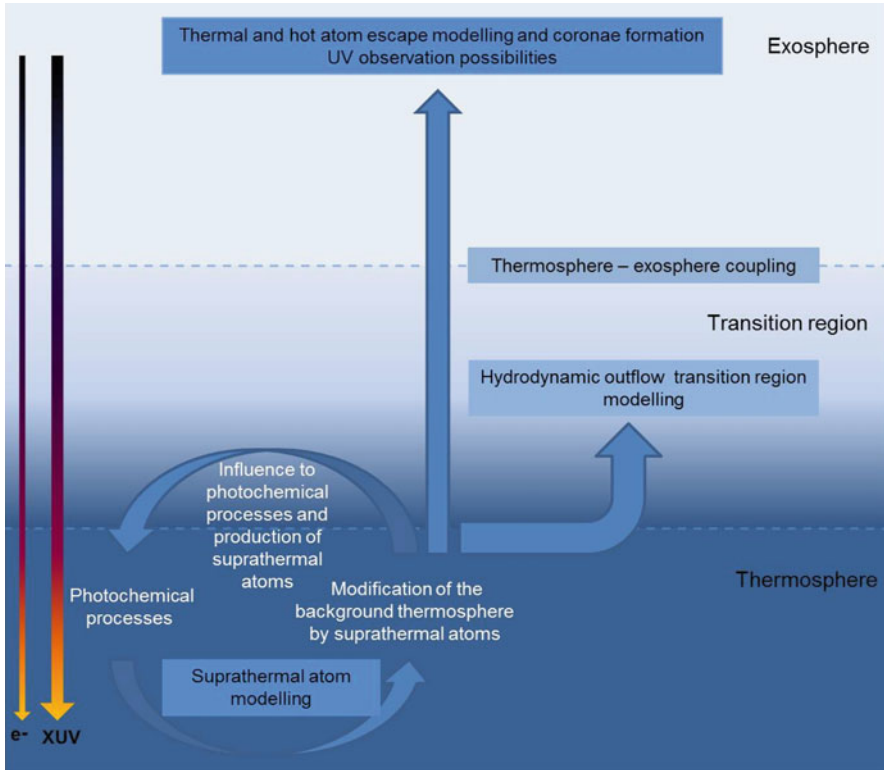 Thermal and hot atom escape modelling and coronae formation
UV observation possibilities
Exosphere
Thermosphere – exosphere coupling
Transition region
Hydrodynamic outflow transition region
modelling
Influence to
photochemical
processes and
production of
suprathermal
atoms
Thermosphere
Photochemical
processes
Modification of the
background thermosphere
by suprathermal atoms
Suprathermal atom
modelling
e-
XUV